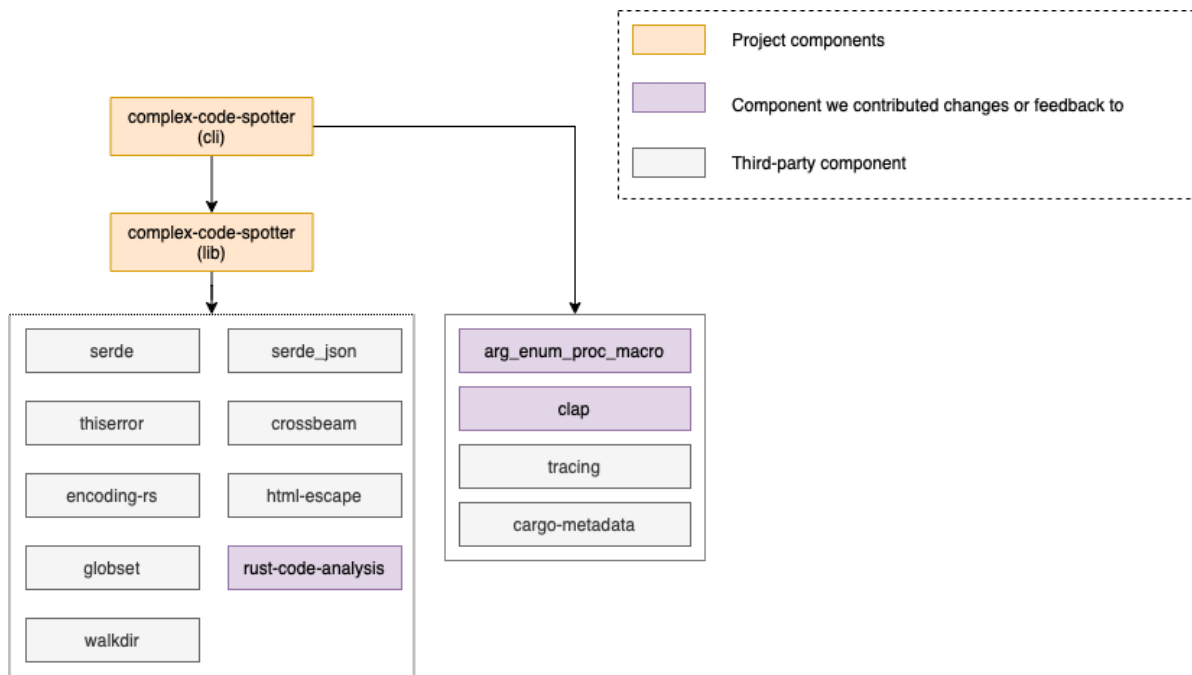 Project components
Component we contributed changes or feedback to
Third-party component
complex-code-spotter
(cli)
complex-code-spotter
(lib)
serde
serde_json
thiserror
crossbeam
encoding-rs
html-escape
globset
rust-code-analysis
walkdir
arg_enum_proc_macro
clap
tracing
cargo-metadata